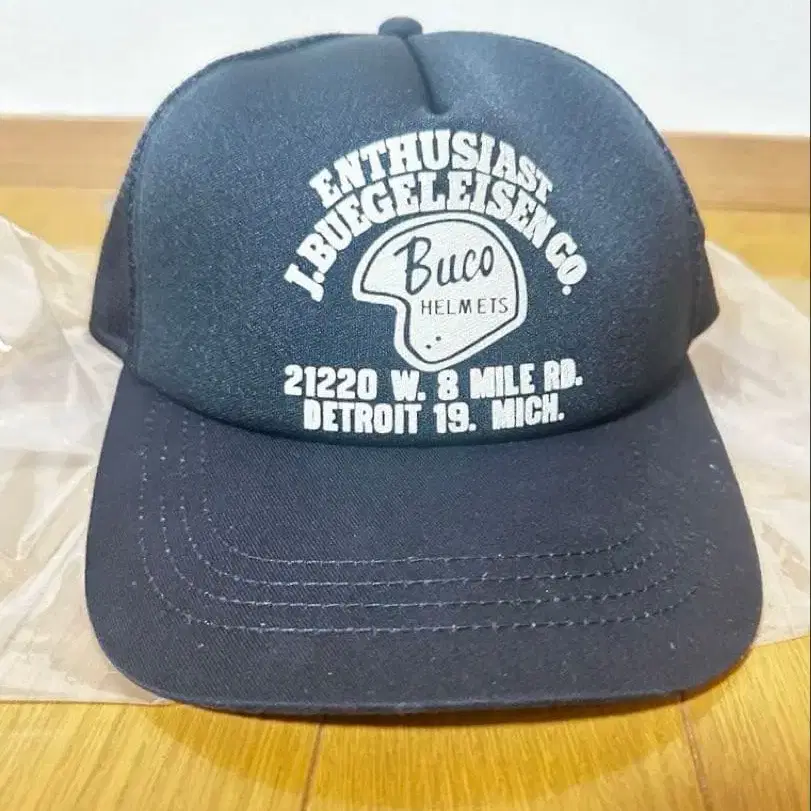 ENTHUSIAST
J.BUEGELEISEN CO.
Buco
HELMETS
21220 W. 8 MILE RD.
DETROIT 19. MICH.